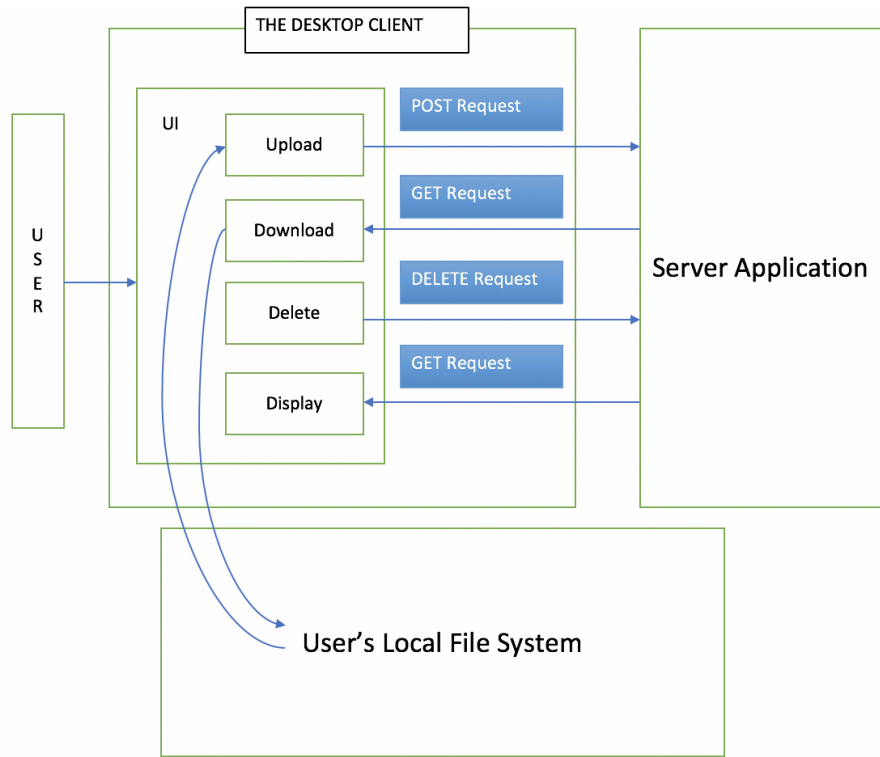 THE DESKTOP CLIENT
U
S
E
R
UI
Upload
Download
Delete
Display
POST Request
GET Request
DELETE Request
GET Request
Server Application
User’s Local File System